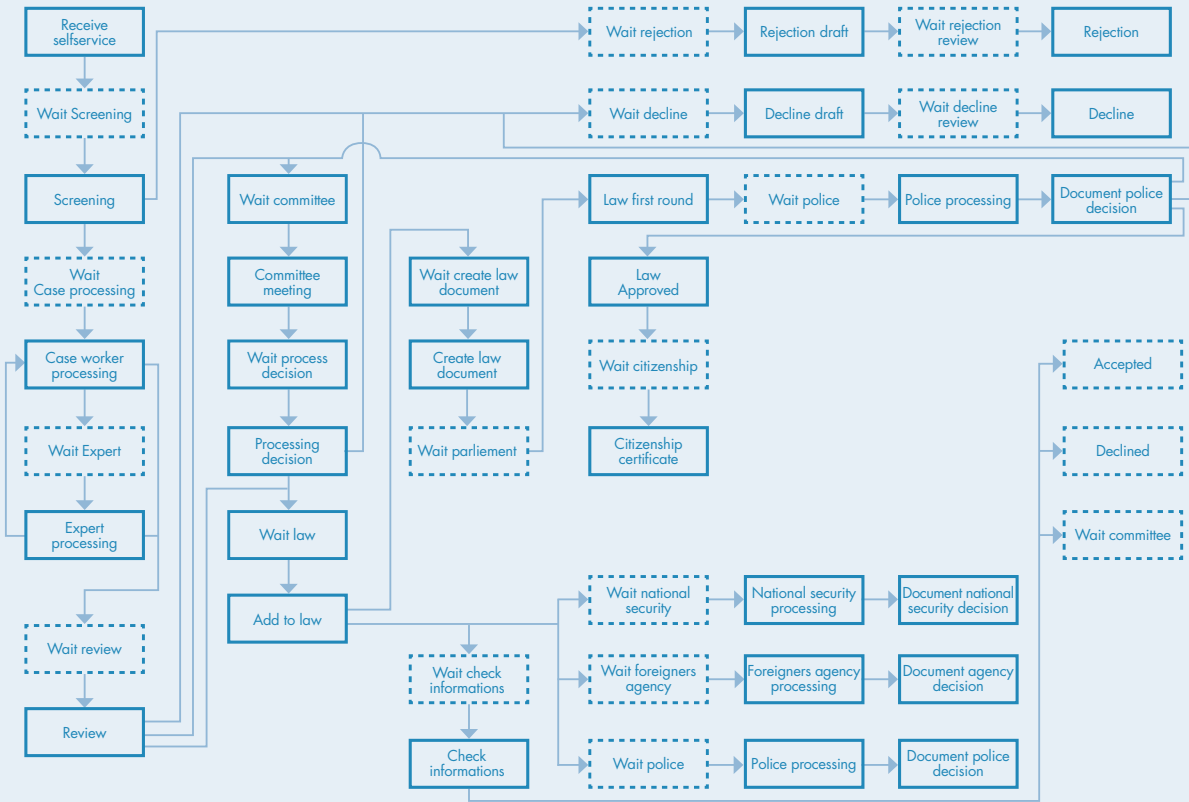 Receive
selfservice
Wait rejection
Rejection draft
Wait rejection
review
Rejection
Wait Screening
Wait decline
Decline draft
Wait decline
review
Decline
Screening
Wait committee
Law first round
Wait police
Police processing
Document police
decision
Wait
Case processing
Committee
meeting
Wait create law
document
Law
Approved
Case worker
processing
Wait process
decision
Create law
document
Wait citizenship
Accepted
Wait Expert
Processing
decision
Wait parliement
Citizenship
certificate
Declined
Expert
processing
Wait law
Wait committee
Add to law
Wait national
security
National security
processing
Document national
security decision
Wait review
Wait check
informations
Wait foreigners
agency
Foreigners agency
processing
Document agency
decision
Review
Check
informations
Wait police
Police processing
Document police
decision